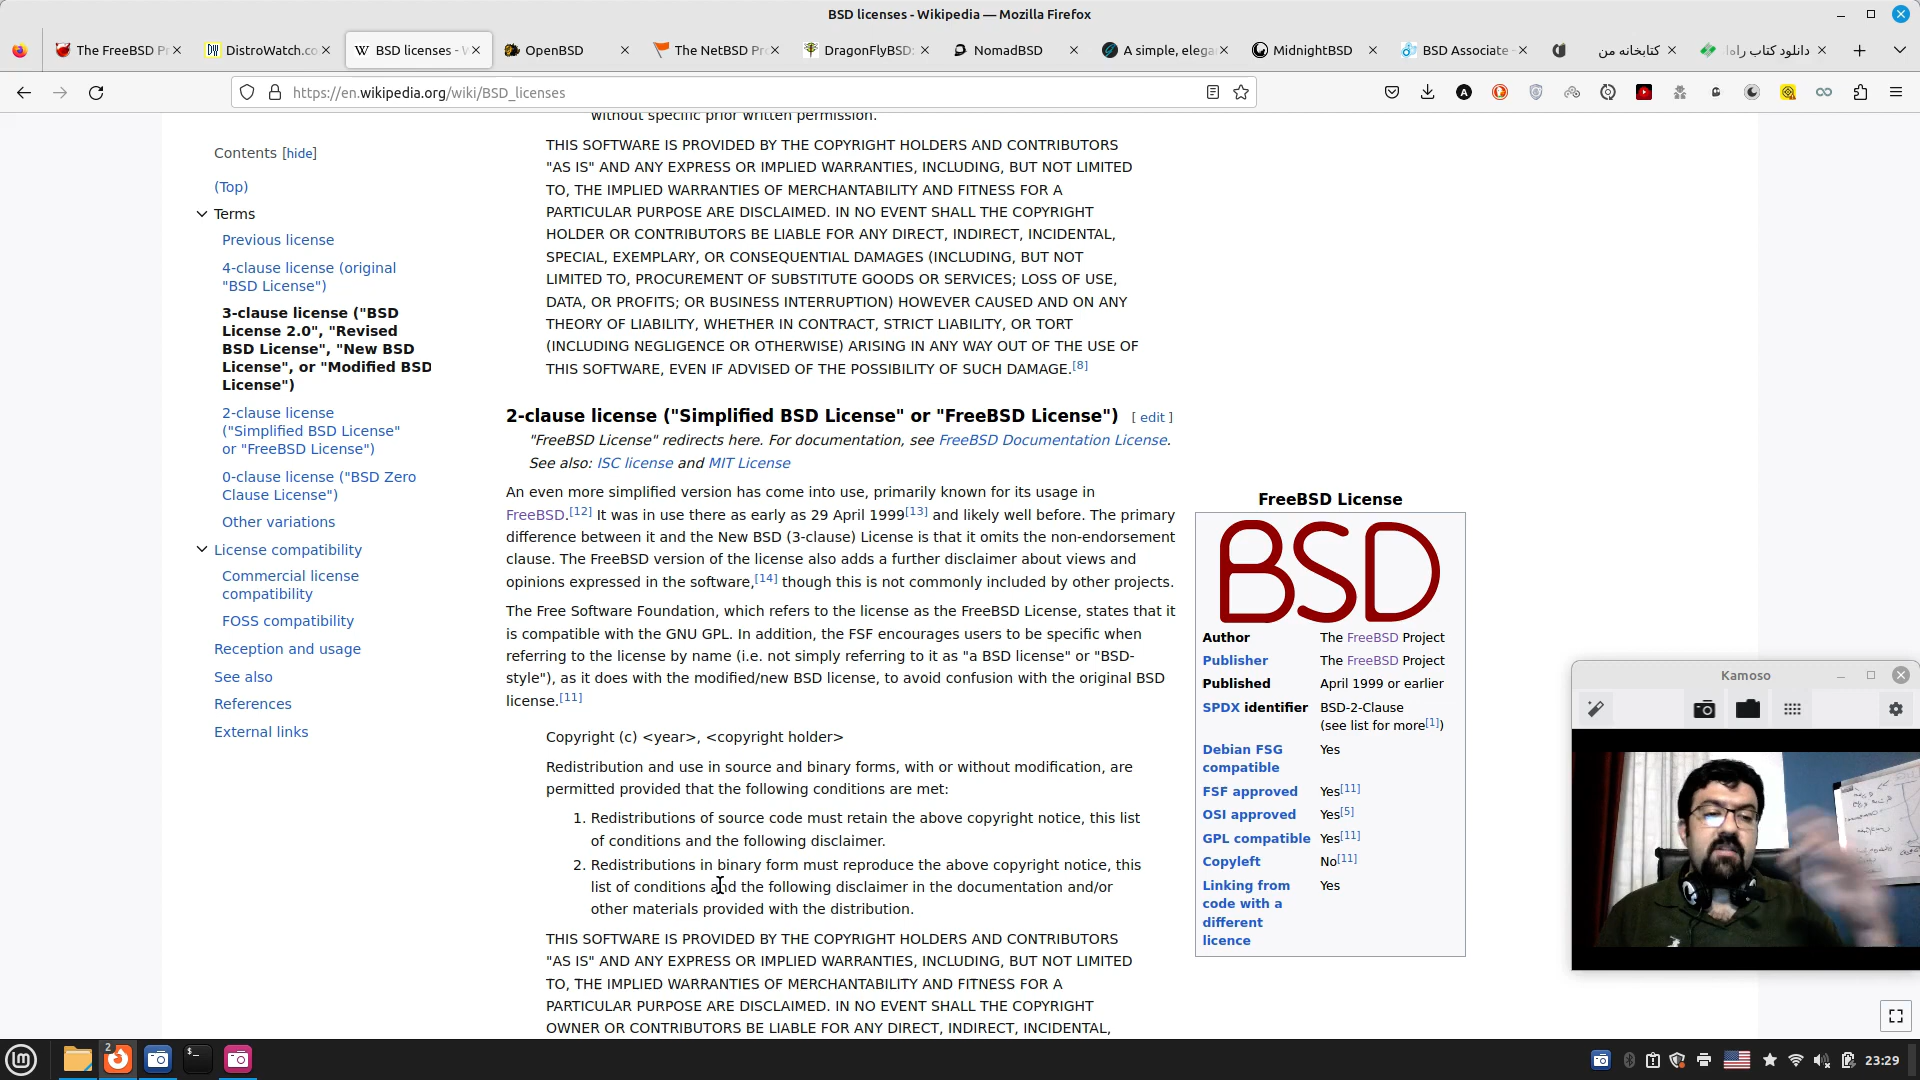 BSD licenses - Wikipedia — Mozilla Firefox
The FreeBSD Pr
DistroWatch.co
BSD licenses - W
OpenBSD
The NetBSD Pro
DragonFlyBSD:
NomadBSD
A simple, elega
MidnightBSD
BSD Associate -
کتابخانه من
دانلود کتاب راه‌ا
https://en.wikipedia.org/wiki/BSD_licenses
Contents [hide]
(Top)
Terms
Previous license
4-clause license (original
"BSD License")
3-clause license ("BSD
License 2.0", "Revised
BSD License", "New BSD
License", or "Modified BSD
License")
2-clause license
("Simplified BSD License"
or "FreeBSD License")
0-clause license ("BSD Zero
Clause License")
Other variations
License compatibility
Commercial license
compatibility
FOSS compatibility
Reception and usage
See also
References
External links
without specific prior written permission.
THIS SOFTWARE IS PROVIDED BY THE COPYRIGHT HOLDERS AND CONTRIBUTORS
"AS IS" AND ANY EXPRESS OR IMPLIED WARRANTIES, INCLUDING, BUT NOT LIMITED
TO, THE IMPLIED WARRANTIES OF MERCHANTABILITY AND FITNESS FOR A
PARTICULAR PURPOSE ARE DISCLAIMED. IN NO EVENT SHALL THE COPYRIGHT
HOLDER OR CONTRIBUTORS BE LIABLE FOR ANY DIRECT, INDIRECT, INCIDENTAL,
SPECIAL, EXEMPLARY, OR CONSEQUENTIAL DAMAGES (INCLUDING, BUT NOT
LIMITED TO, PROCUREMENT OF SUBSTITUTE GOODS OR SERVICES; LOSS OF USE,
DATA, OR PROFITS; OR BUSINESS INTERRUPTION) HOWEVER CAUSED AND ON ANY
THEORY OF LIABILITY, WHETHER IN CONTRACT, STRICT LIABILITY, OR TORT
(INCLUDING NEGLIGENCE OR OTHERWISE) ARISING IN ANY WAY OUT OF THE USE OF
THIS SOFTWARE, EVEN IF ADVISED OF THE POSSIBILITY OF SUCH DAMAGE.[8]
2-clause license ("Simplified BSD License" or "FreeBSD License") [ edit ]
"FreeBSD License" redirects here. For documentation, see FreeBSD Documentation License.
See also: ISC license and MIT License
An even more simplified version has come into use, primarily known for its usage in
FreeBSD.[12] It was in use there as early as 29 April 1999[13] and likely well before. The primary
difference between it and the New BSD (3-clause) License is that it omits the non-endorsement
clause. The FreeBSD version of the license also adds a further disclaimer about views and
opinions expressed in the software,[14] though this is not commonly included by other projects.
The Free Software Foundation, which refers to the license as the FreeBSD License, states that it
is compatible with the GNU GPL. In addition, the FSF encourages users to be specific when
referring to the license by name (i.e. not simply referring to it as "a BSD license" or "BSD-
style"), as it does with the modified/new BSD license, to avoid confusion with the original BSD
license.[11]
Copyright (c) <year>, <copyright holder>
Redistribution and use in source and binary forms, with or without modification, are
permitted provided that the following conditions are met:
1. Redistributions of source code must retain the above copyright notice, this list
of conditions and the following disclaimer.
2. Redistributions in binary form must reproduce the above copyright notice, this
list of conditions and the following disclaimer in the documentation and/or
other materials provided with the distribution.
THIS SOFTWARE IS PROVIDED BY THE COPYRIGHT HOLDERS AND CONTRIBUTORS
"AS IS" AND ANY EXPRESS OR IMPLIED WARRANTIES, INCLUDING, BUT NOT LIMITED
TO, THE IMPLIED WARRANTIES OF MERCHANTABILITY AND FITNESS FOR A
PARTICULAR PURPOSE ARE DISCLAIMED. IN NO EVENT SHALL THE COPYRIGHT
OWNER OR CONTRIBUTORS BE LIABLE FOR ANY DIRECT, INDIRECT, INCIDENTAL,
FreeBSD License
BSD
Author The FreeBSD Project
Publisher The FreeBSD Project
Published April 1999 or earlier
SPDX identifier BSD-2-Clause
(see list for more[1])
Debian FSG Yes
compatible
FSF approved Yes[11]
OSI approved Yes[5]
GPL compatible Yes[11]
Copyleft No[11]
Linking from Yes
code with a
different
licence
Kamoso
2
23:29